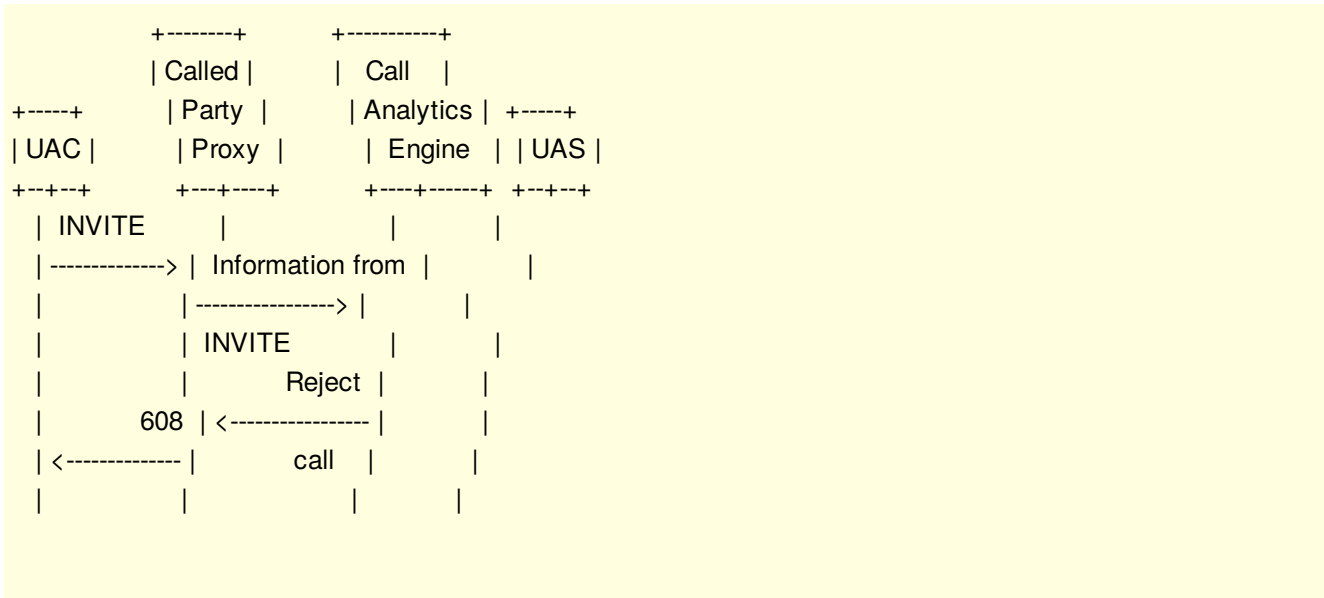 +--------+ +-----------+
| Called | | Call |
+-----+ | Party | | Analytics | +-----+
| UAC | | Proxy | | Engine | | UAS |
+--+--+ +---+----+ +----+------+ +--+--+
| INVITE | | |
| --------------> | Information from | |
| | -----------------> | |
| | INVITE | |
| | Reject | |
| 608 | <----------------- | |
| <-------------- | call | |
| | | |